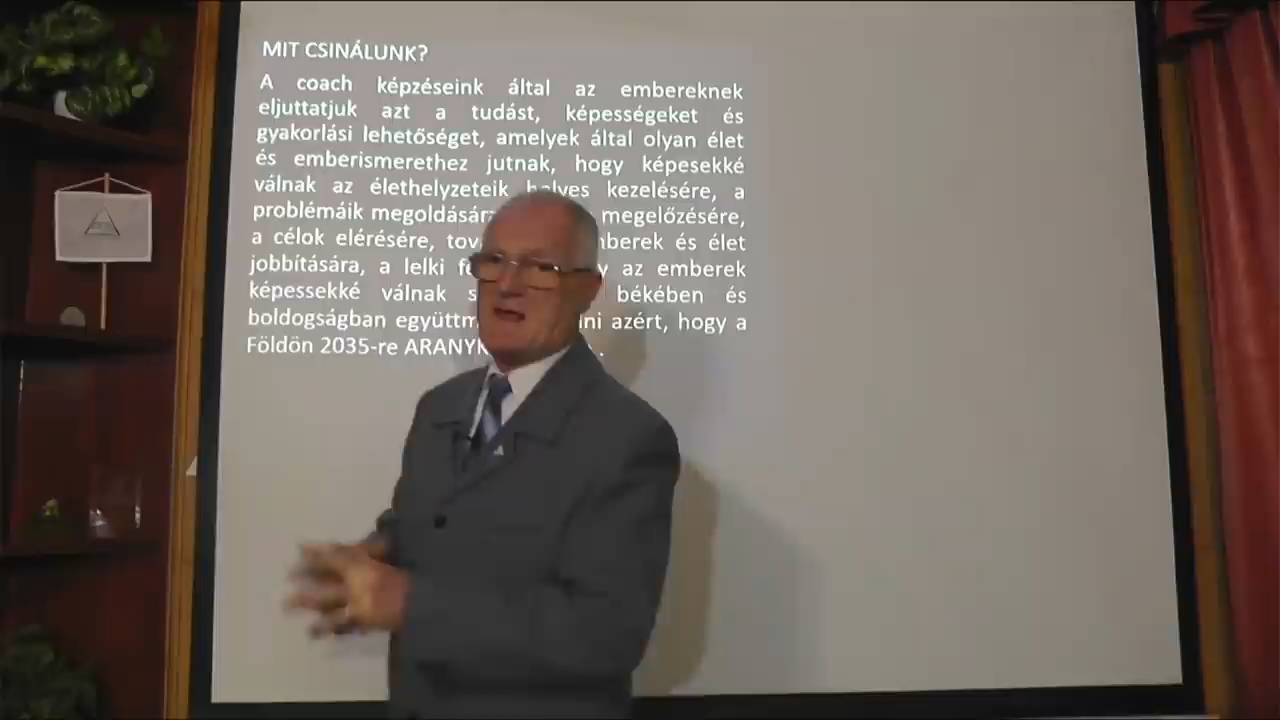 MIT CSINÁLUNK?
A coach képzéseink által az embereknek
eljuttatjuk azt a tudást, képességeket és
gyakorlási lehetőséget, amelyek által olyan élet
és emberismerethez jutnak, hogy képesekké
válnak az élethelyzeteik helyes kezelésére, a
problémáik megoldására megelőzésére,
a célok elérésére, és élet
jobbítására, a lelki az emberek
képessekké válnak békében és
boldogságban azért, hogy a
Földön 2035-re